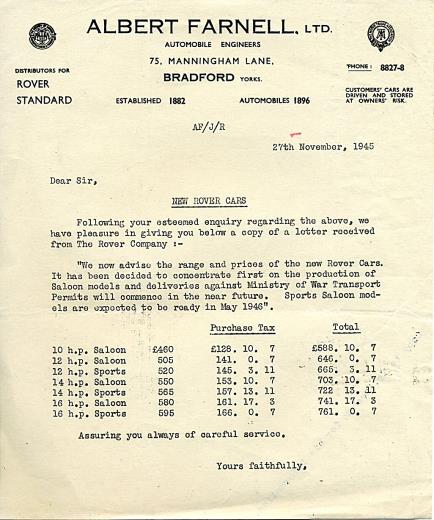 ALBERT FARNELL, LTD.
AUTOMOBILE ENGINEERS
75, MANNINGHAM LANE,
BRADFORD YORKS.
DISTRIBUTORS FOR
ROVER
STANDARD
ESTABLISHED 1882
AUTOMOBILES 1896
'PHONE: 8827-8
CUSTOMERS' CARS ARE
DRIVEN AND STORED
AT OWNERS' RISK.
AF/J/R
27th November, 1945
Dear Sir,
NEW ROVER CARS
Following your esteemed enquiry regarding the above, we
have pleasure in giving you below a copy of a lotter received
from The Rover Company :-
"We now advise the range and prices of the new Rover Cars.
It has been decided to concentrate first on the production of
Saloon models and deliveries against Ministry of War Transport
Permits will commence in the near future. Sports Saloon mod-
els are expected to be ready in May 1946".
Purchase Tax Total
10 h.p. Saloon £460 £128. 10. 7 £588. 10. 7
12 h.p. Saloon 505 141. 0. 7 646. 0. 7
12 h.p. Sports 520 145. 3. 11 665. 3. 11
14 h.p. Saloon 550 153. 10. 7 703. 10. 7
14 h.p. Sports 565 157. 13. 11 722 13. 11
16 h.p. Saloon 580 161. 17. 3 741. 17. 3
16 h.p. Sports 595 166. 0. 7 761. 0. 7
Assuring you always of careful service.
Yours faithfully,